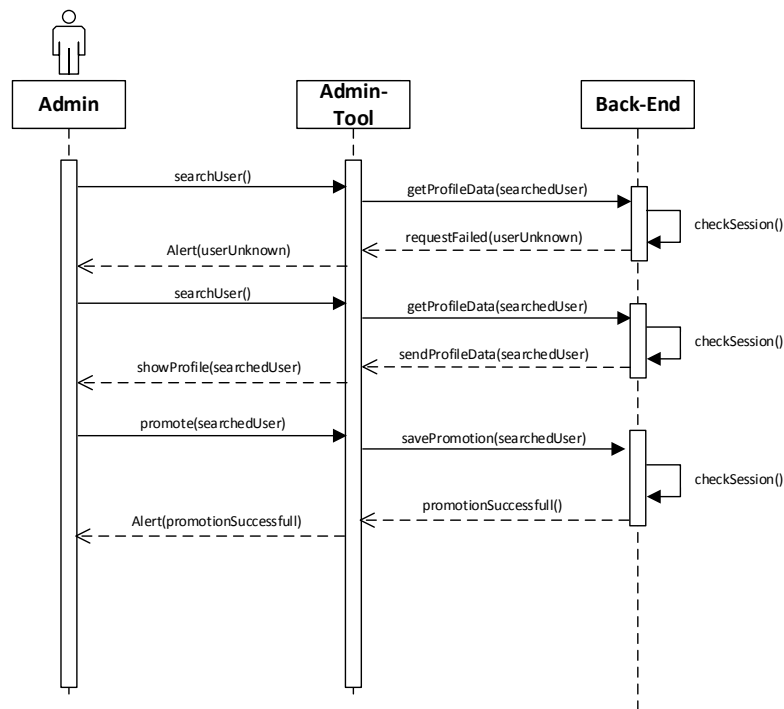 Admin
Admin-
Tool
Back-End
searchUser()
getProfileData(searchedUser)
checkSession()
requestFailed(userUnknown)
Alert(userUnknown)
searchUser()
getProfileData(searchedUser)
checkSession()
sendProfileData(searchedUser)
showProfile(searchedUser)
promote(searchedUser)
savePromotion(searchedUser)
checkSession()
promotionSuccessfull()
Alert(promotionSuccessfull)